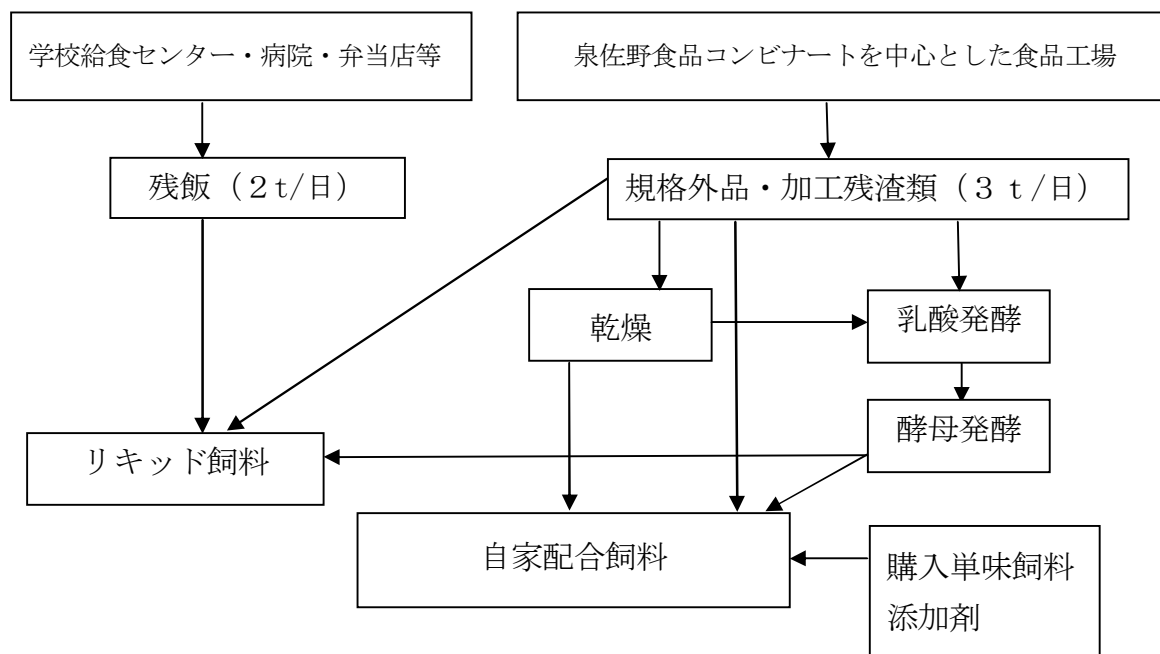 学校給食センター・病院・弁当店等
泉佐野食品コンビナートを中心とした食品工場
残飯（２t/日）
規格外品・加工残渣類（３ｔ/日）
乾燥
乳酸発酵
酵母発酵
リキッド飼料
自家配合飼料
購入単味飼料
添加剤